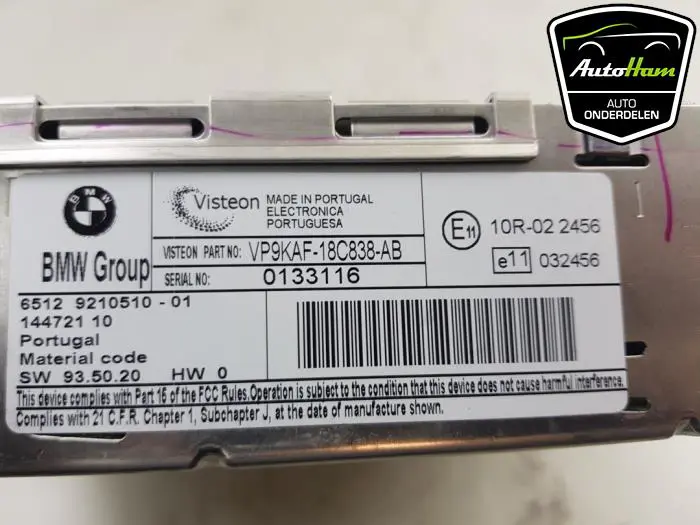 AutoHam
AUTO
ONDERDELEN
BMW
BMW Group
Visteon
MADE IN PORTUGAL
ELECTRONICA
PORTUGUESA
VISTEON PART NO: VP9KAF-18C838-AB
SERIAL NO: 0133116
E11 10R-02 2456
e11 032456
6512 9210510 - 01
144721 10
Portugal
Material code
SW 93.50.20 HW 0
This device complies with Part 15 of the FCC Rules. Operation is subject to the condition that this device does not cause harmful interference.
Complies with 21 C.F.R. Chapter 1, Subchapter J, at the date of manufacture shown.